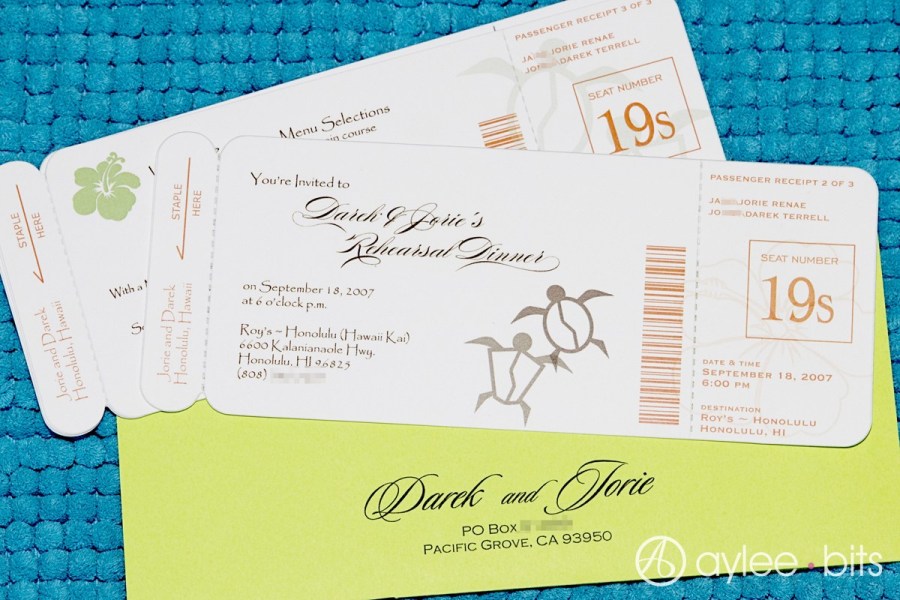 PASSENGER RECEIPT 3 OF 3
JORIE RENAE
DAREK TERRELL
SEAT NUMBER
19s
Menu Selections
course
STAPLE
HERE
Jorie and Darek
Honolulu, Hawaii
With a
STAPLE
HERE
Jorie and Darek
Honolulu, Hawaii
You're Invited to
Darek & Jorie's
Rehearsal Dinner
on September 18, 2007
at 6 o'clock p.m.
Roy's – Honolulu (Hawaii Kai)
6600 Kalanianaole Hwy.
Honolulu, HI 96825
(808)
PASSENGER RECEIPT 2 OF 3
JA JORIE RENAE
JO DAREK TERRELL
SEAT NUMBER
19s
DATE & TIME
SEPTEMBER 18, 2007
6:00 PM
DESTINATION
ROY'S – HONOLULU
HONOLULU, HI
Darek and Jorie
PO BOX
PACIFIC GROVE, CA 93950
aylee•bits